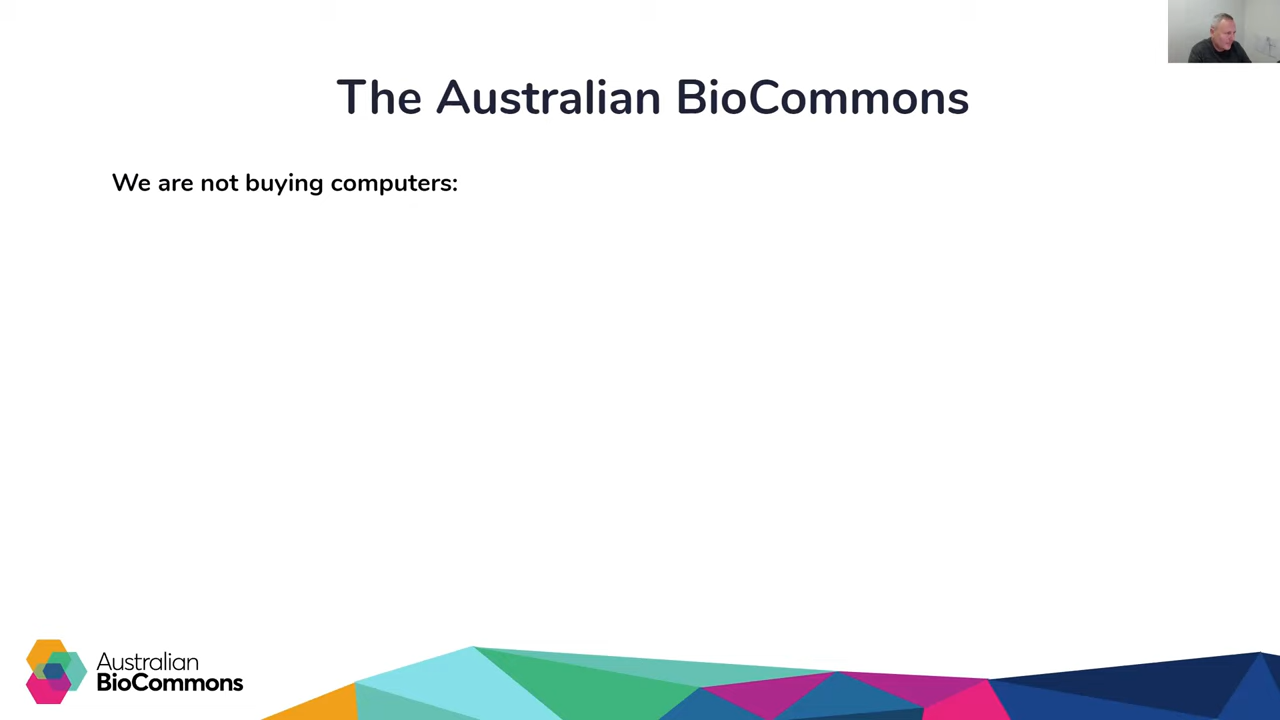 The Australian BioCommons
We are not buying computers:
Australian
BioCommons